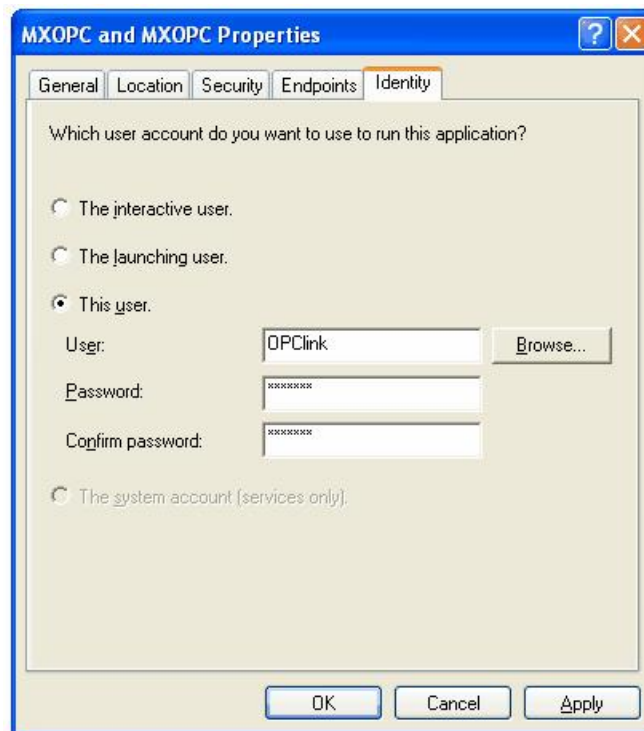 MXOPC and MXOPC Properties
General Location Security Endpoints Identity
Which user account do you want to use to run this application?
The interactive user.
The launching user.
This user.
User: OPClink Browse...
Password: xxxxxxx
Confirm password: xxxxxxx
The system account (services only).
OK Cancel Apply